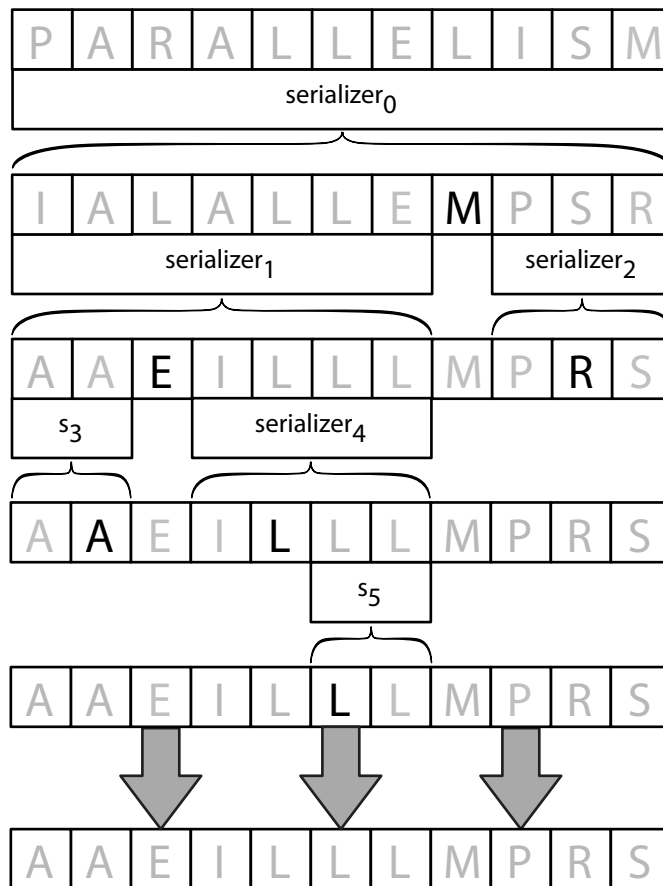 P A R A L L E L I S M
serializer0
I A L A L L E M P S R
serializer1 serializer2
A A E I L L L M P R S
s3 serializer4
A A E I L L L M P R S
s5
A A E I L L L M P R S
A A E I L L L M P R S